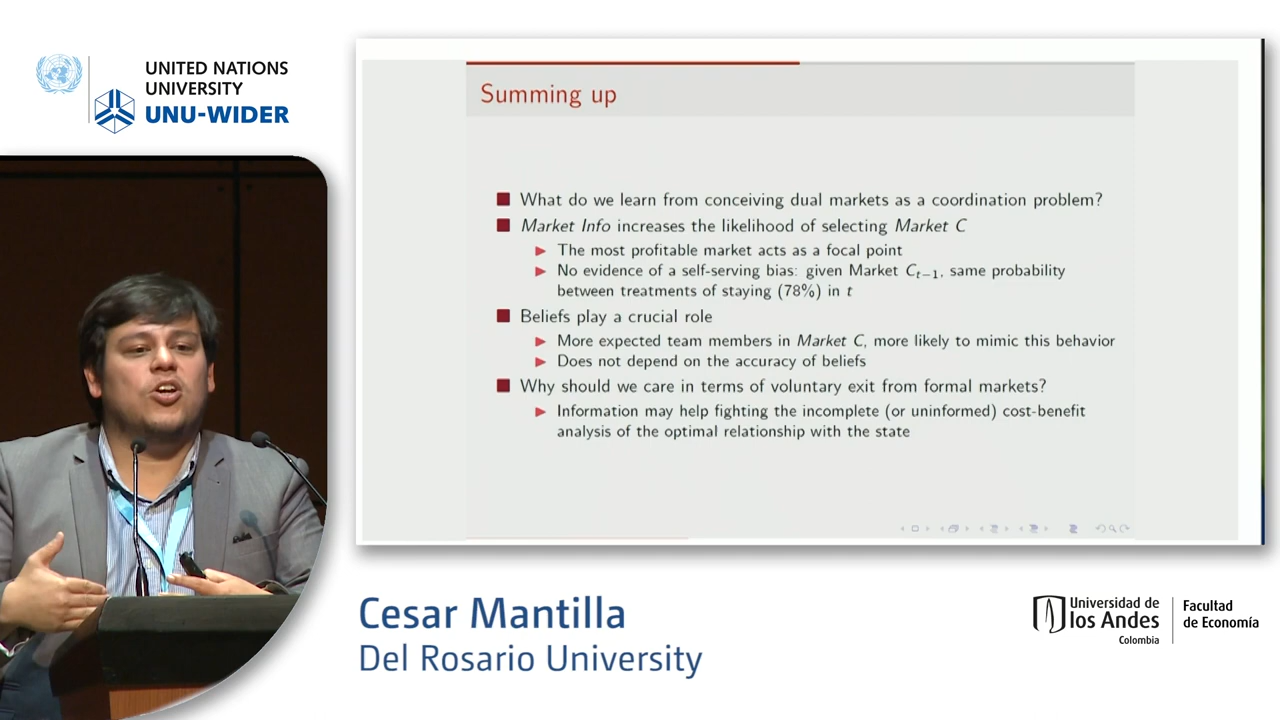 UNITED NATIONS
UNIVERSITY
UNU-WIDER
Summing up
What do we learn from conceiving dual markets as a coordination problem?
Market Info increases the likelihood of selecting Market C
The most profitable market acts as a focal point
No evidence of a self-serving bias: given Market Cₜ₋₁, same probability
between treatments of staying (78%) in t
Beliefs play a crucial role
More expected team members in Market C, more likely to mimic this behavior
Does not depend on the accuracy of beliefs
Why should we care in terms of voluntary exit from formal markets?
Information may help fighting the incomplete (or uninformed) cost-benefit
analysis of the optimal relationship with the state
Cesar Mantilla
Del Rosario University
Universidad de
los Andes
Colombia
Facultad
de Economía